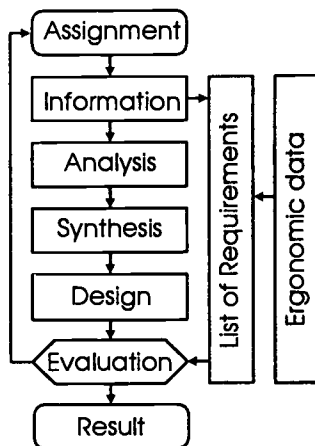 Assignment
Information
Analysis
Synthesis
Design
Evaluation
Result
List of Requirements
Ergonomic data